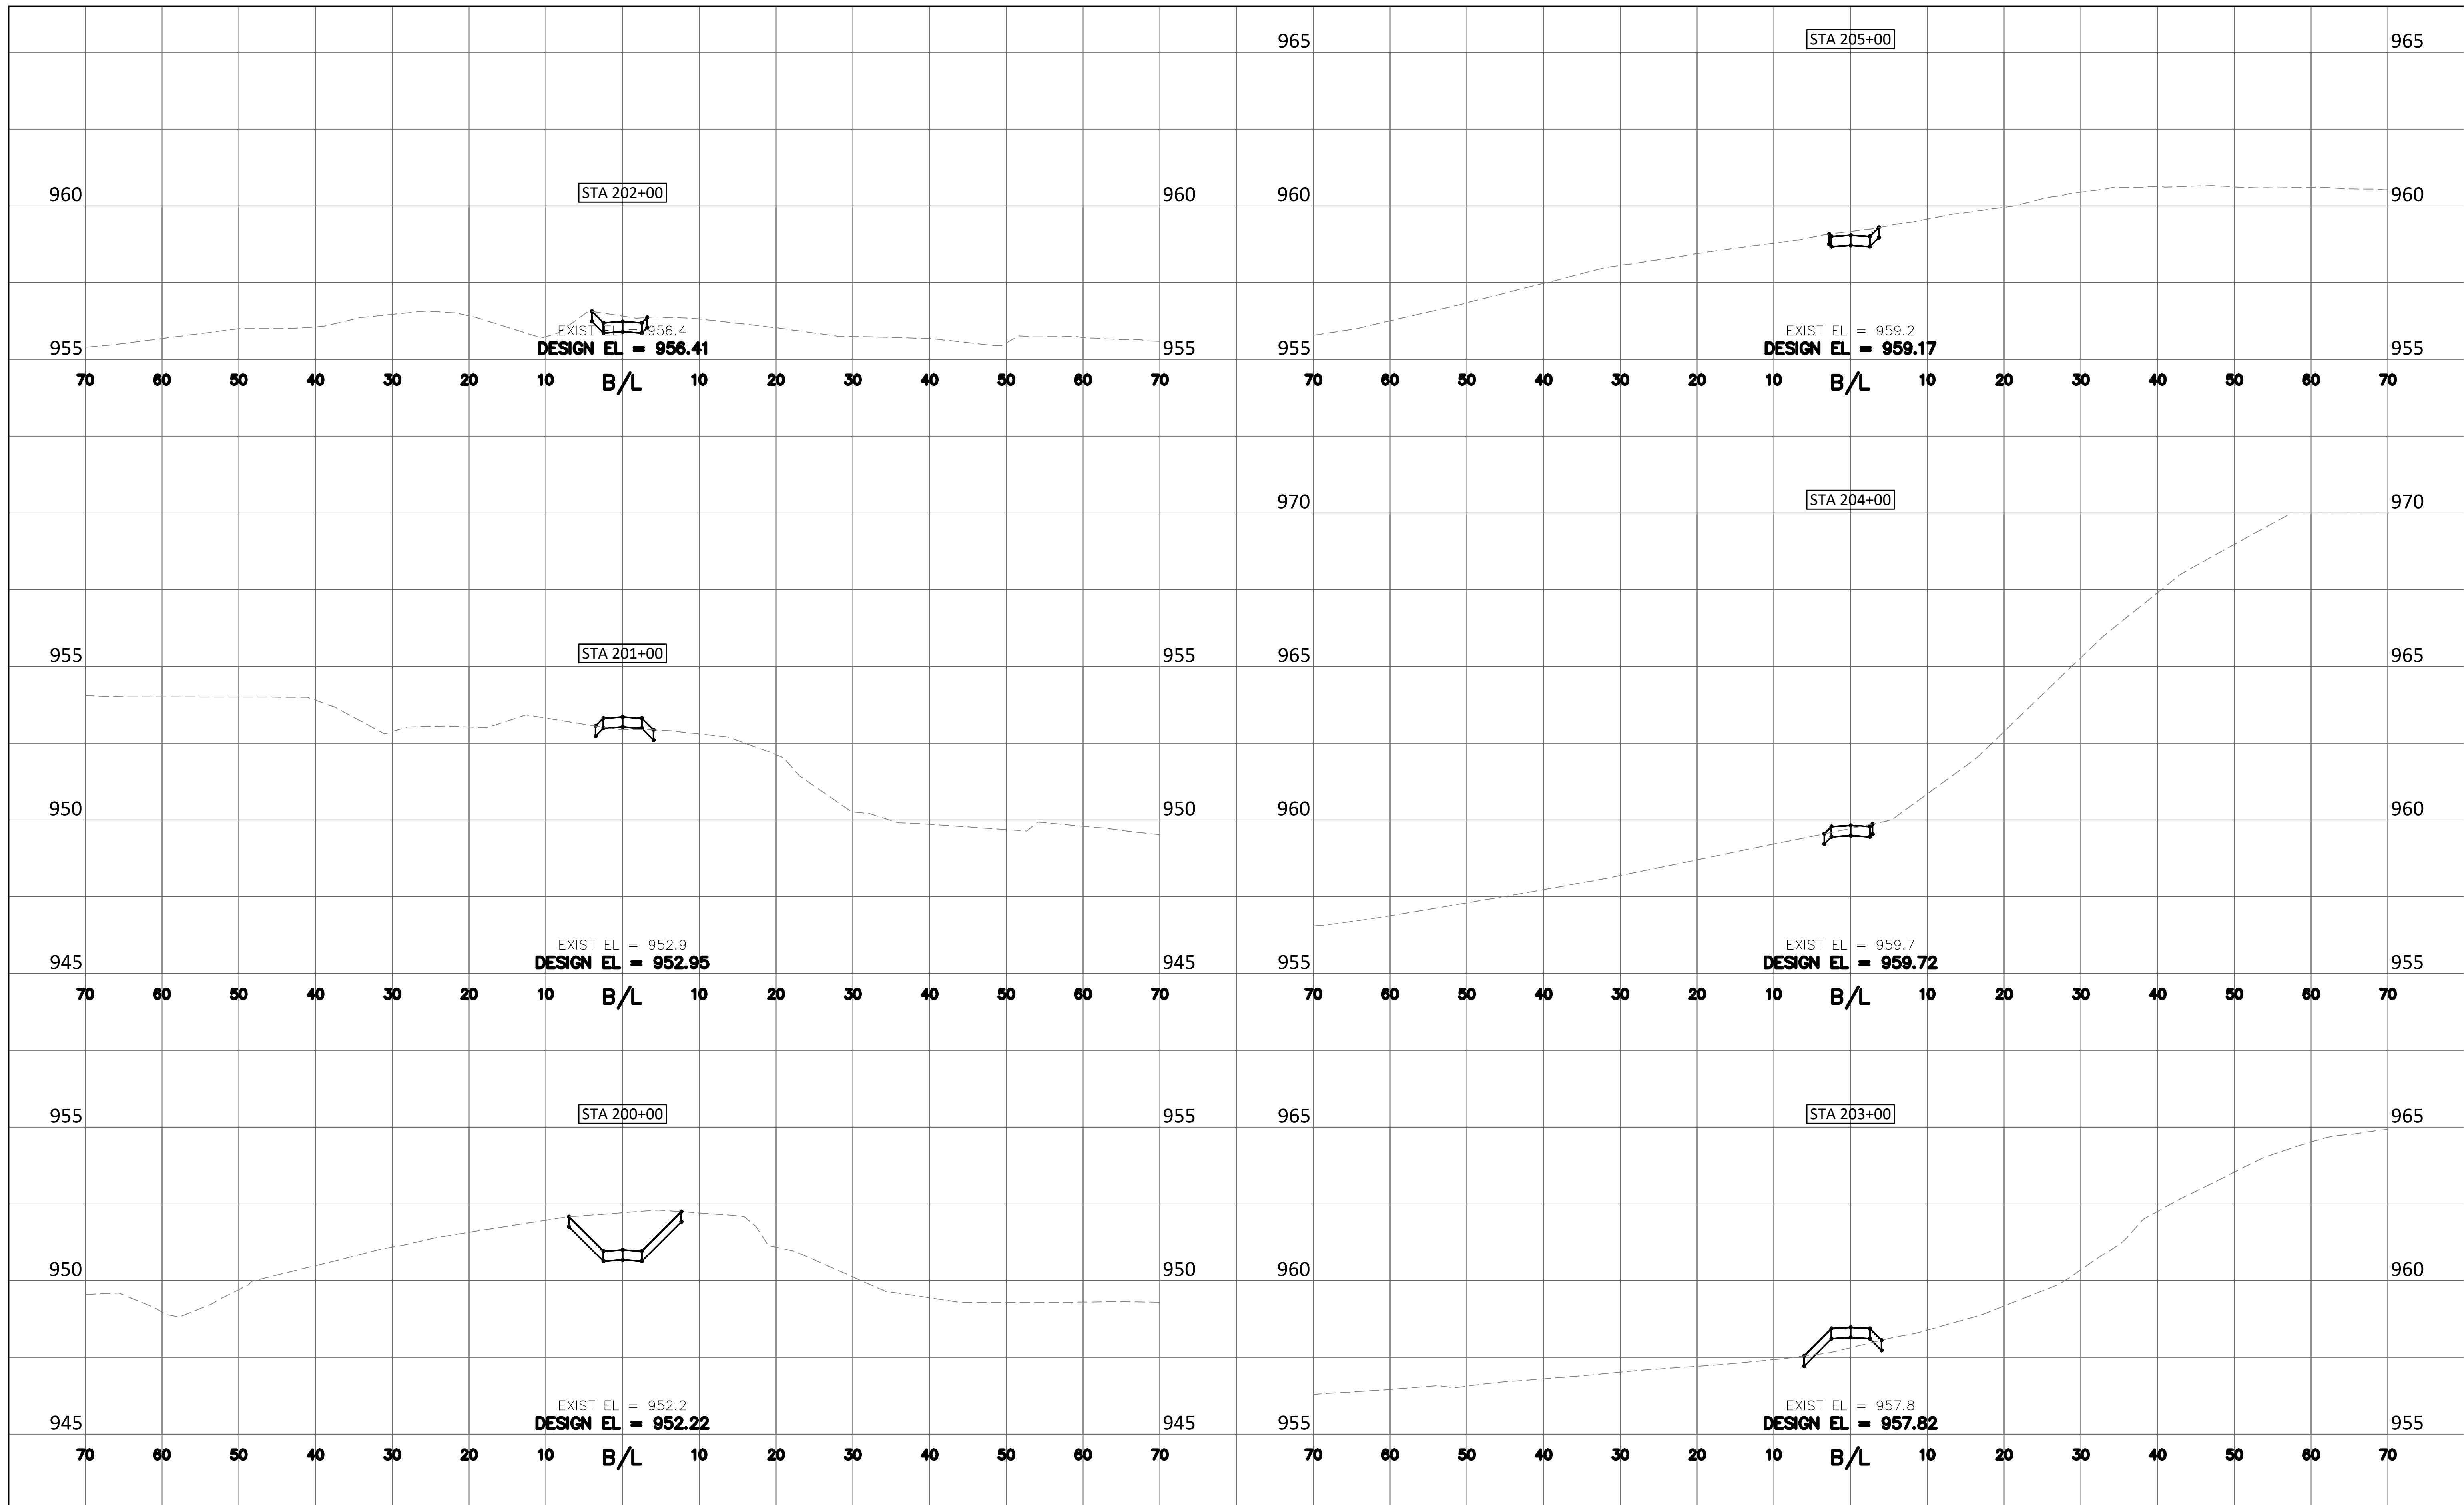 965 STA 205+00 965
960 STA 202+00 960 960 960
EXIST EL = 956.4 EXIST EL = 959.2
955 DESIGN EL = 956.41 955 955 DESIGN EL = 959.17 955
70 60 50 40 30 20 10 B/L 10 20 30 40 50 60 70 70 60 50 40 30 20 10 B/L 10 20 30 40 50 60 70
970 STA 204+00 970
955 STA 201+00 955 965 965
950 950 960 960
EXIST EL = 952.9 EXIST EL = 959.7
945 DESIGN EL = 952.95 945 955 DESIGN EL = 959.72 955
70 60 50 40 30 20 10 B/L 10 20 30 40 50 60 70 70 60 50 40 30 20 10 B/L 10 20 30 40 50 60 70
955 STA 200+00 955 965 STA 203+00 965
950 950 960 960
EXIST EL = 952.2 EXIST EL = 957.8
945 DESIGN EL = 952.22 945 955 DESIGN EL = 957.82 955
70 60 50 40 30 20 10 B/L 10 20 30 40 50 60 70 70 60 50 40 30 20 10 B/L 10 20 30 40 50 60 70